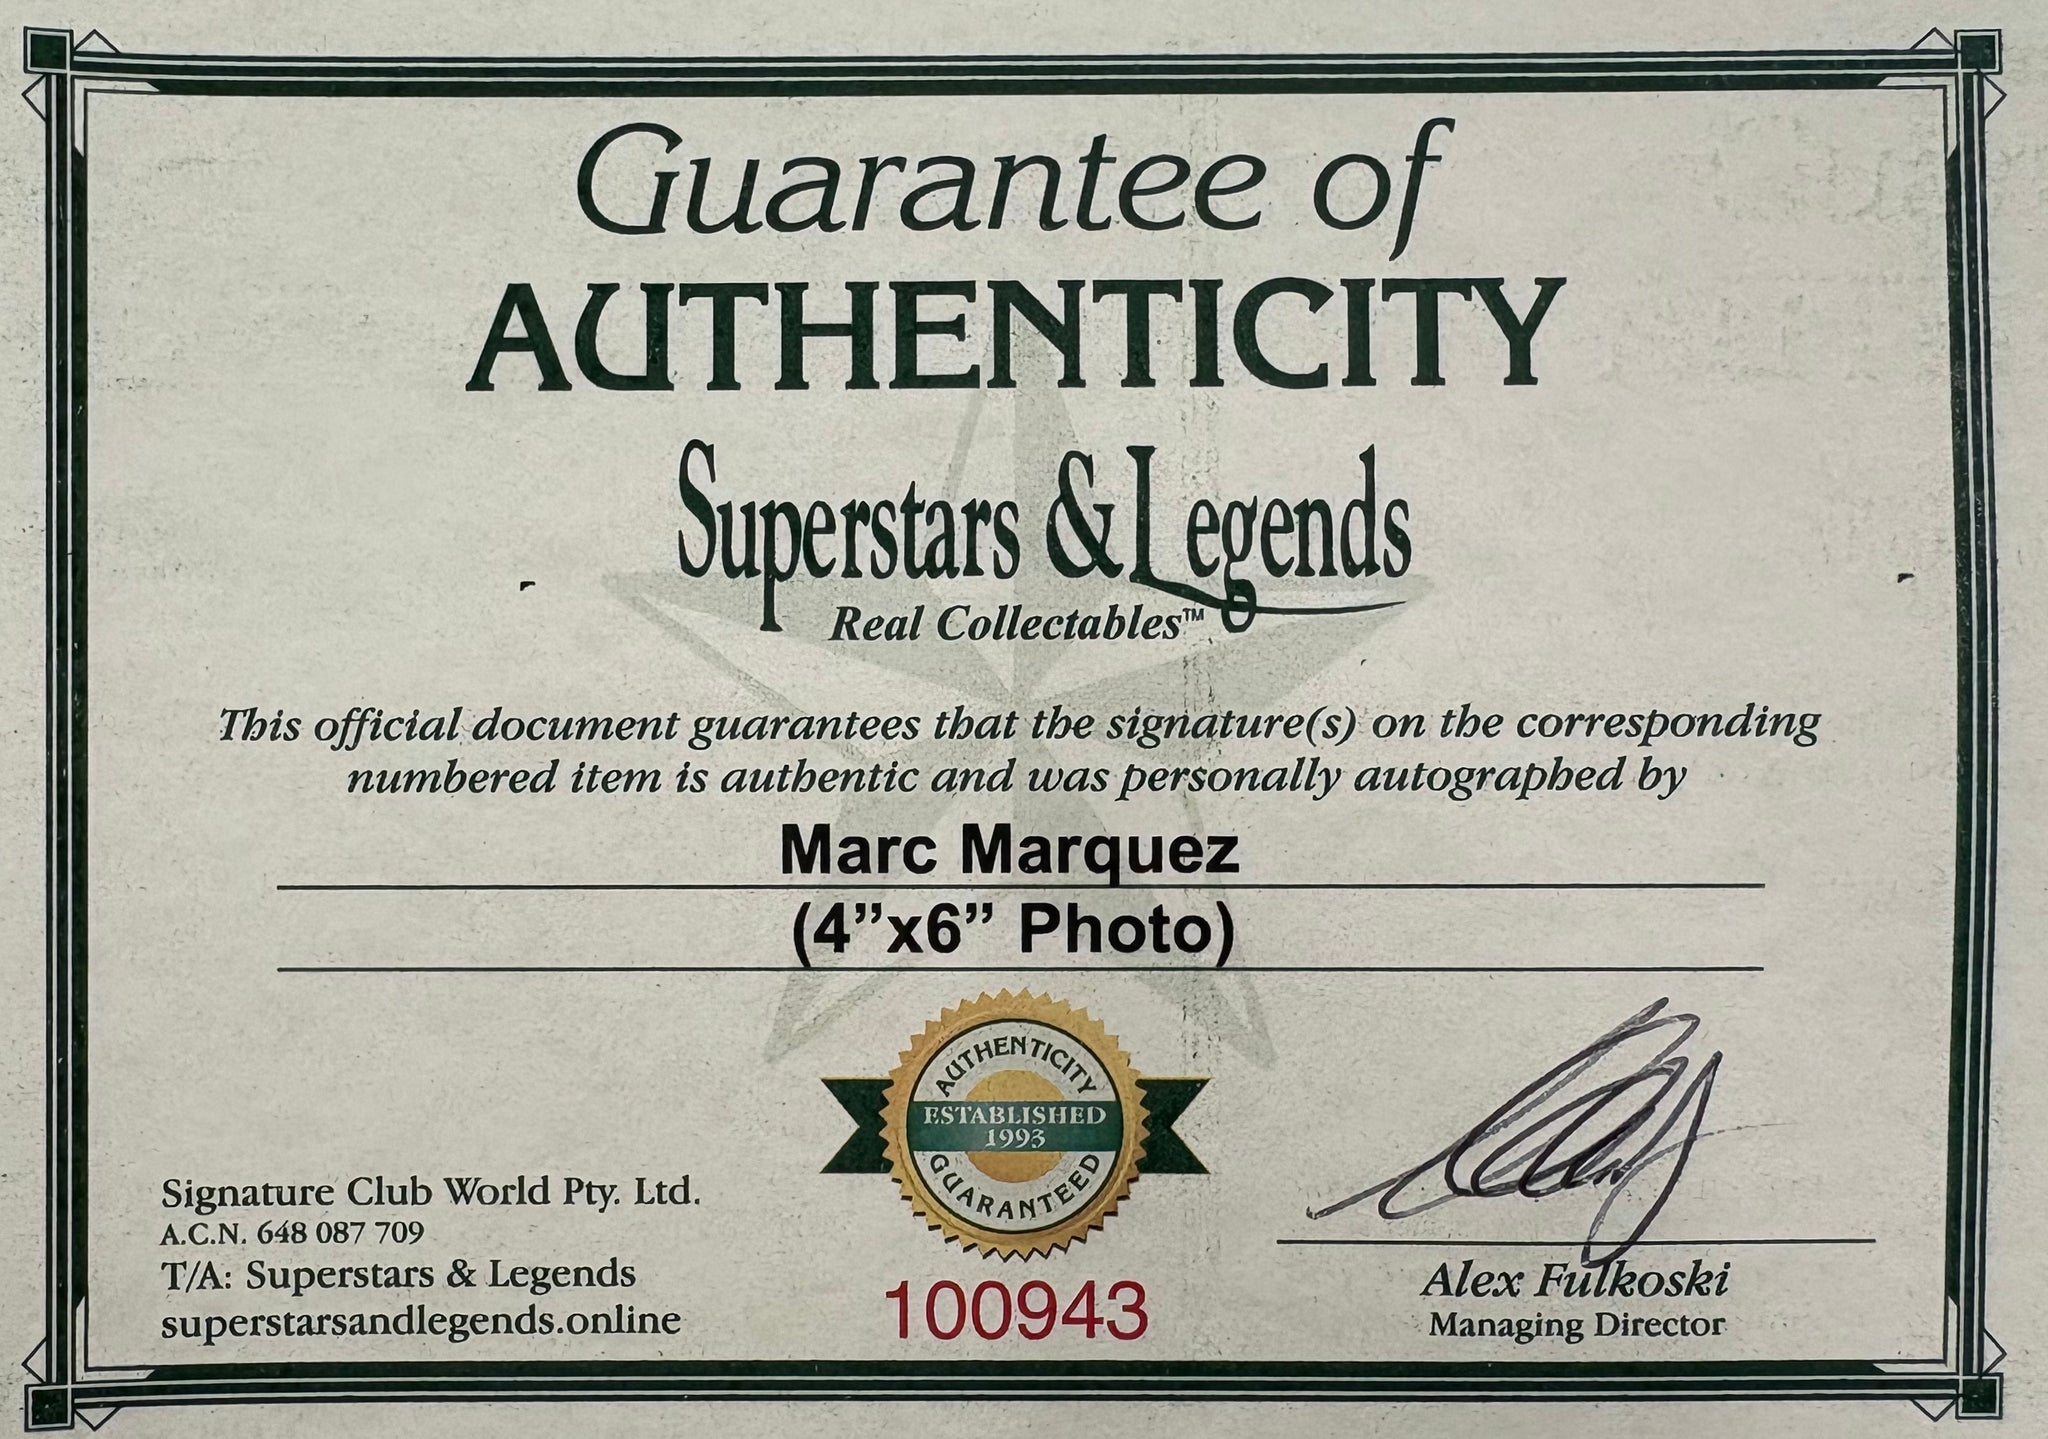 Guarantee of
AUTHENTICITY
Superstars & Legends
Real Collectables™
This official document guarantees that the signature(s) on the corresponding
numbered item is authentic and was personally autographed by
Marc Marquez
(4”x6” Photo)
AUTHENTICITY
ESTABLISHED
1993
GUARANTEED
Signature Club World Pty. Ltd.
A.C.N. 648 087 709
T/A: Superstars & Legends
superstarsandlegends.online
100943
Alex Fulkoski
Managing Director